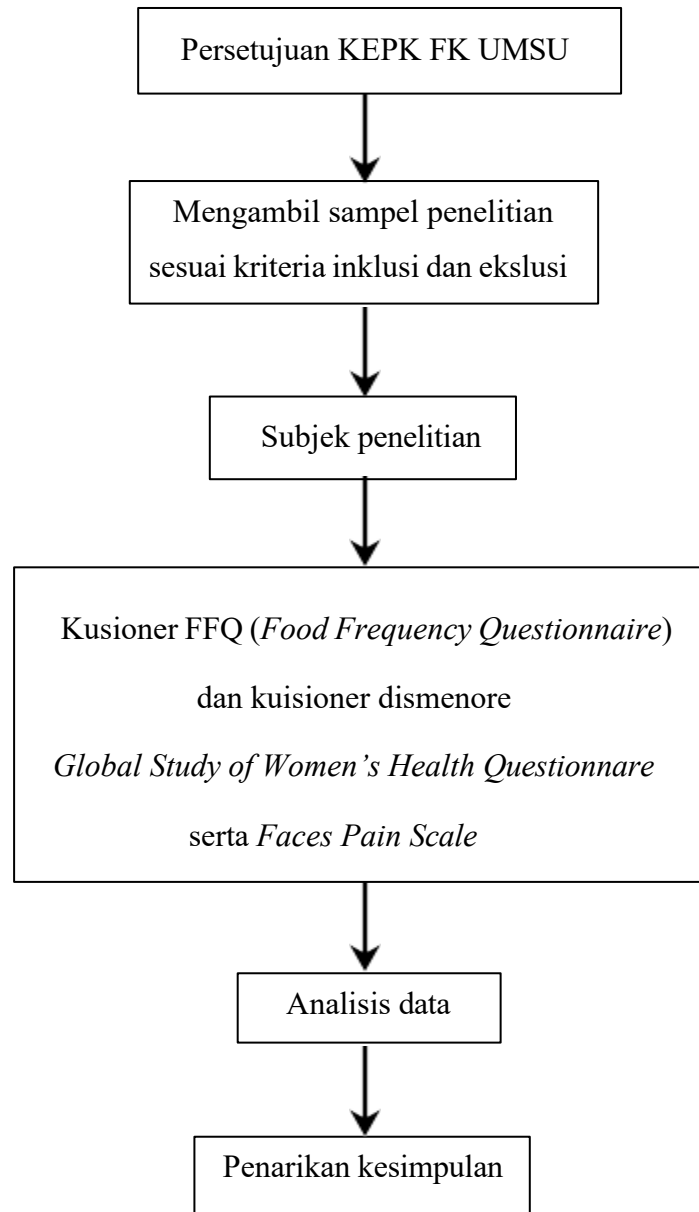 Persetujuan KEPK FK UMSU
Mengambil sampel penelitian
sesuai kriteria inklusi dan ekslusi
Subjek penelitian
Kusioner FFQ (Food Frequency Questionnaire)
dan kuisioner dismenore
Global Study of Women’s Health Questionnare
serta Faces Pain Scale
Analisis data
Penarikan kesimpulan